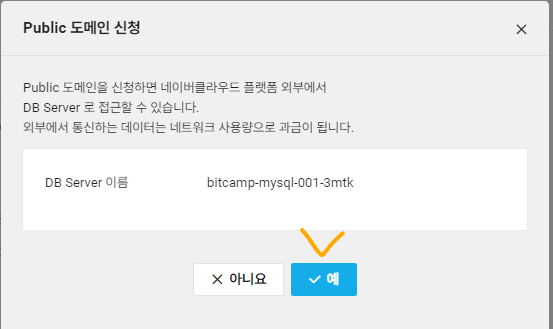 Public 도메인 신청
Public 도메인을 신청하면 네이버클라우드 플랫폼 외부에서
DB Server 로 접근할 수 있습니다.
외부에서 통신하는 데이터는 네트워크 사용량으로 과금이 됩니다.
DB Server 이름 bitcamp-mysql-001-3mtk
아니요 예